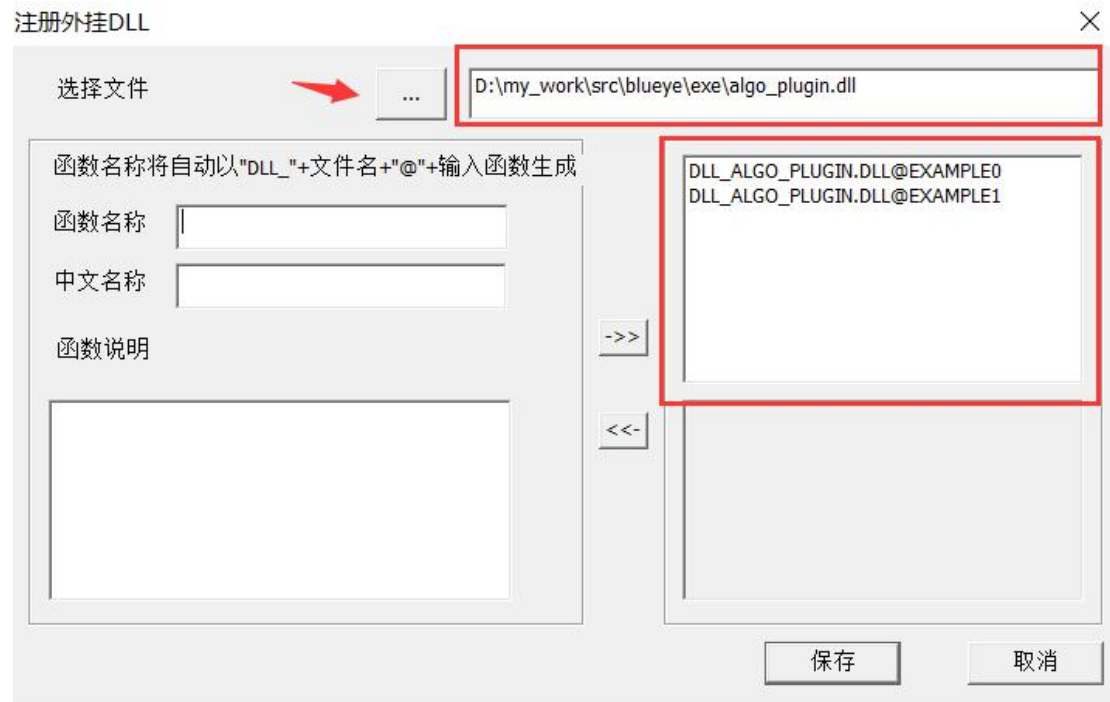 注册外挂DLL
选择文件
...
D:\my_work\src\blueye\exe\algo_plugin.dll
函数名称将自动以"DLL_"+文件名+"@"+输入函数生成
函数名称
中文名称
函数说明
->>
<<-
DLL_ALGO_PLUGIN.DLL@EXAMPLE0
DLL_ALGO_PLUGIN.DLL@EXAMPLE1
保存
取消